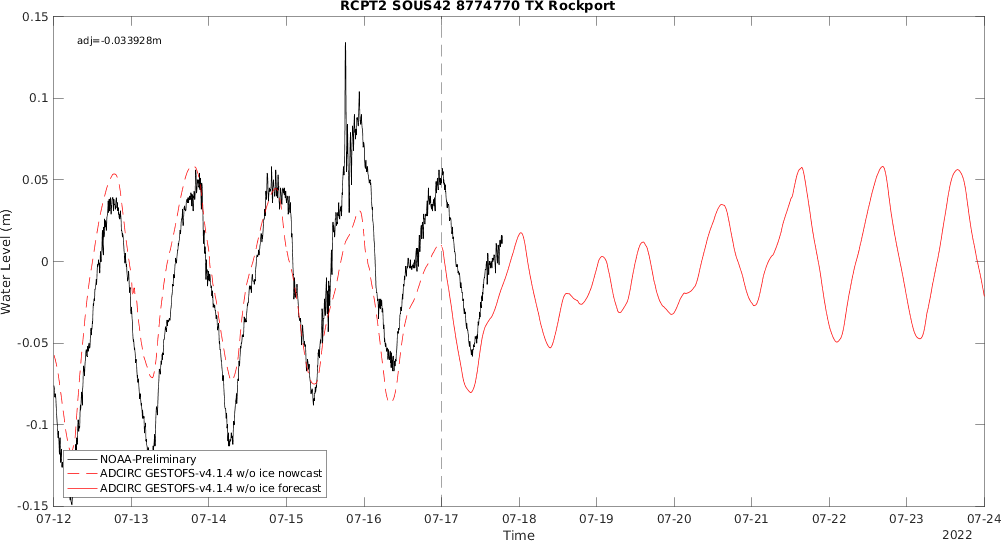 RCPT2 SOUS42 8774770 TX Rockport
adj=-0.033928m
0.15
0.1
0.05
0
-0.05
-0.1
-0.15
Water Level (m)
NOAA-Preliminary
ADCIRC GESTOFS-v4.1.4 w/o ice nowcast
ADCIRC GESTOFS-v4.1.4 w/o ice forecast
07-12 07-13 07-14 07-15 07-16 07-17 07-18 07-19 07-20 07-21 07-22 07-23 07-24
Time
2022